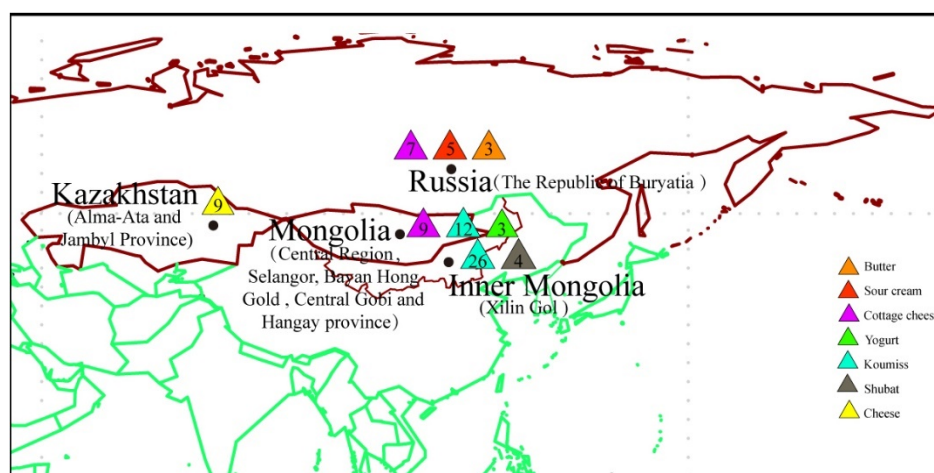 7 5 3
Russia (The Republic of Buryatia )
Kazakhstan
9
(Alma-Ata and
Jambyl Province)
Mongolia
9 12 3
(Central Region ,
Selangor, Bayan Hong
Gold , Central Gobi and
Hangay province)
26 4
Inner Mongolia
(Xilin Gol )
Butter
Sour cream
Cottage chees
Yogurt
Koumiss
Shubat
Cheese